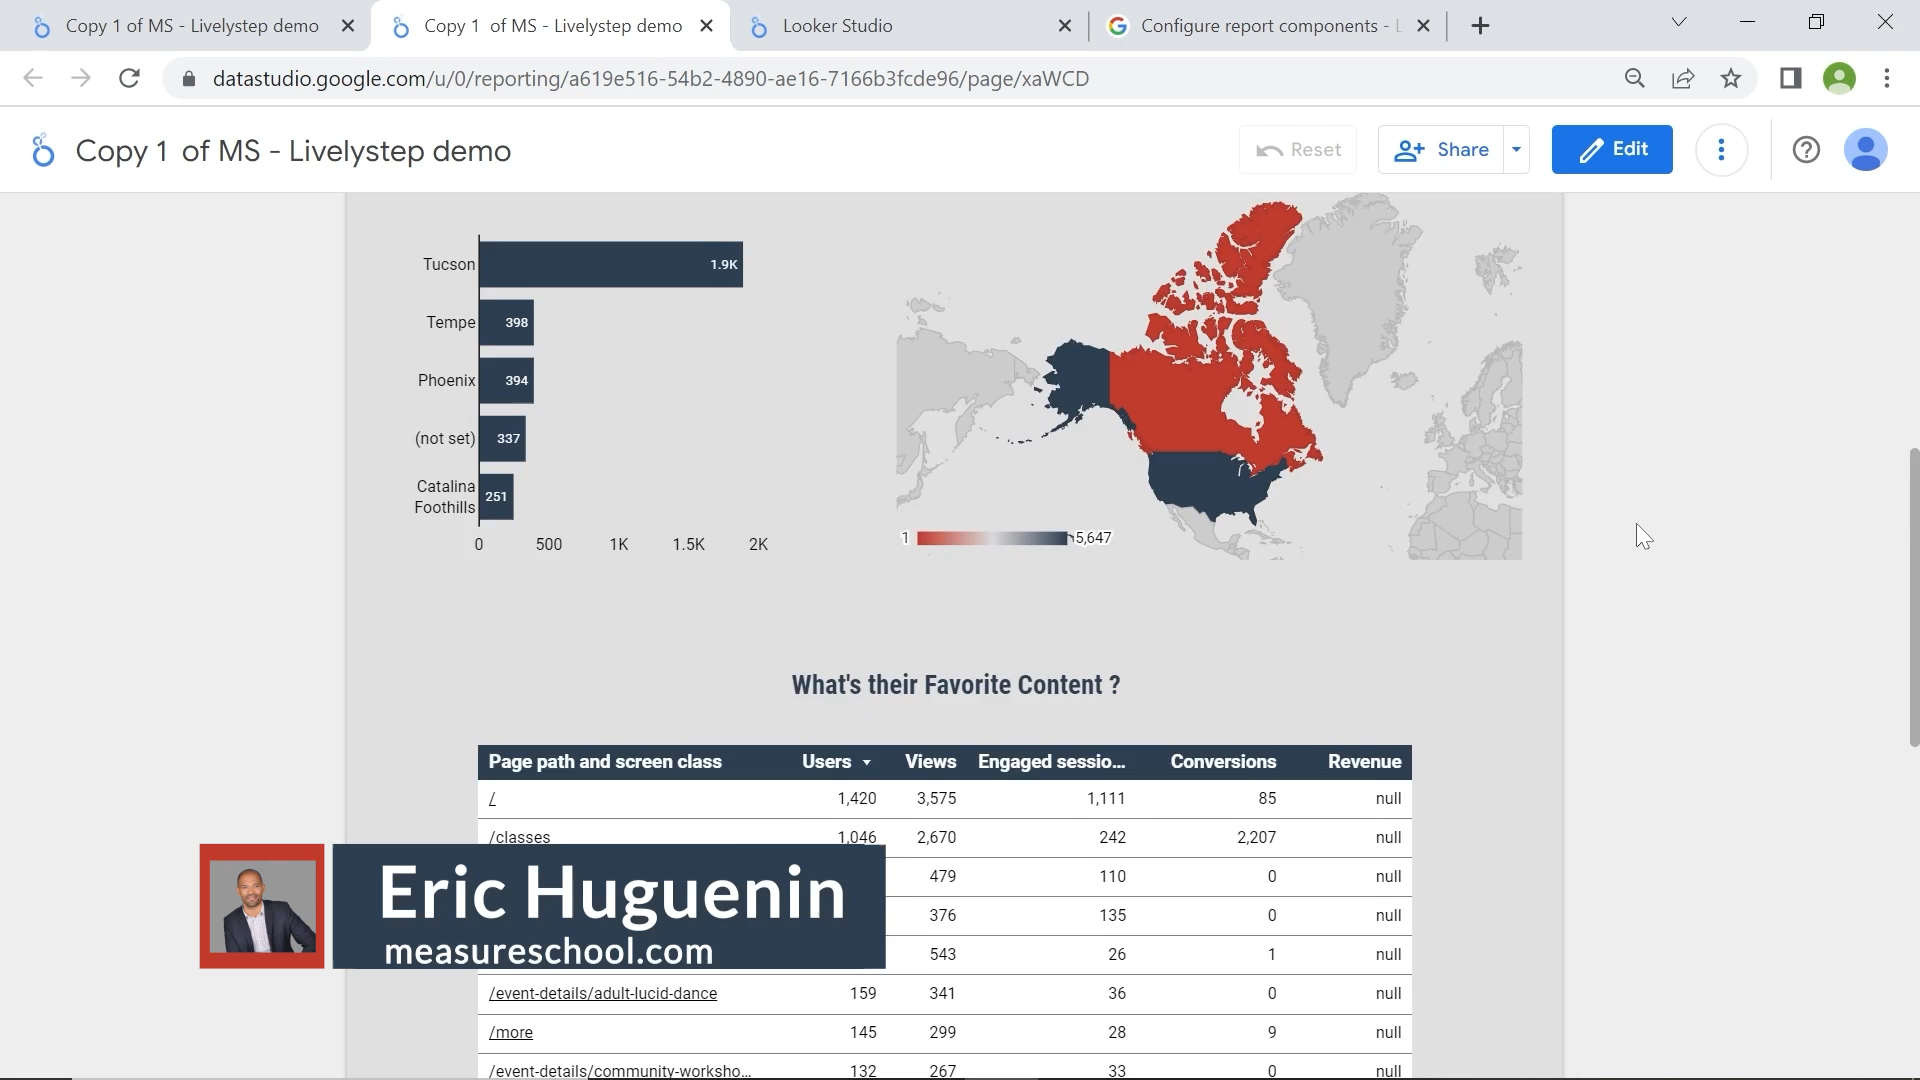 Copy 1 of MS - Livelystep demo
Copy 1 of MS - Livelystep demo
Looker Studio
Configure report components -
datastudio.google.com/u/0/reporting/a619e516-54b2-4890-ae16-7166b3fcde96/page/xaWCD
Copy 1 of MS - Livelystep demo
Reset
Share
Edit
Tucson 1.9K
Tempe 398
Phoenix 394
(not set) 337
Catalina
Foothills 251
0 500 1K 1.5K 2K
1 5,647
What's their Favorite Content ?
Page path and screen class Users Views Engaged sessio... Conversions Revenue
/ 1,420 3,575 1,111 85 null
/classes 1,046 2,670 242 2,207 null
479 110 0 null
376 135 0 null
543 26 1 null
/event-details/adult-lucid-dance 159 341 36 0 null
/more 145 299 28 9 null
/event-details/community-worksho... 132 267 33 0 null
Eric Huguenin
measureschool.com